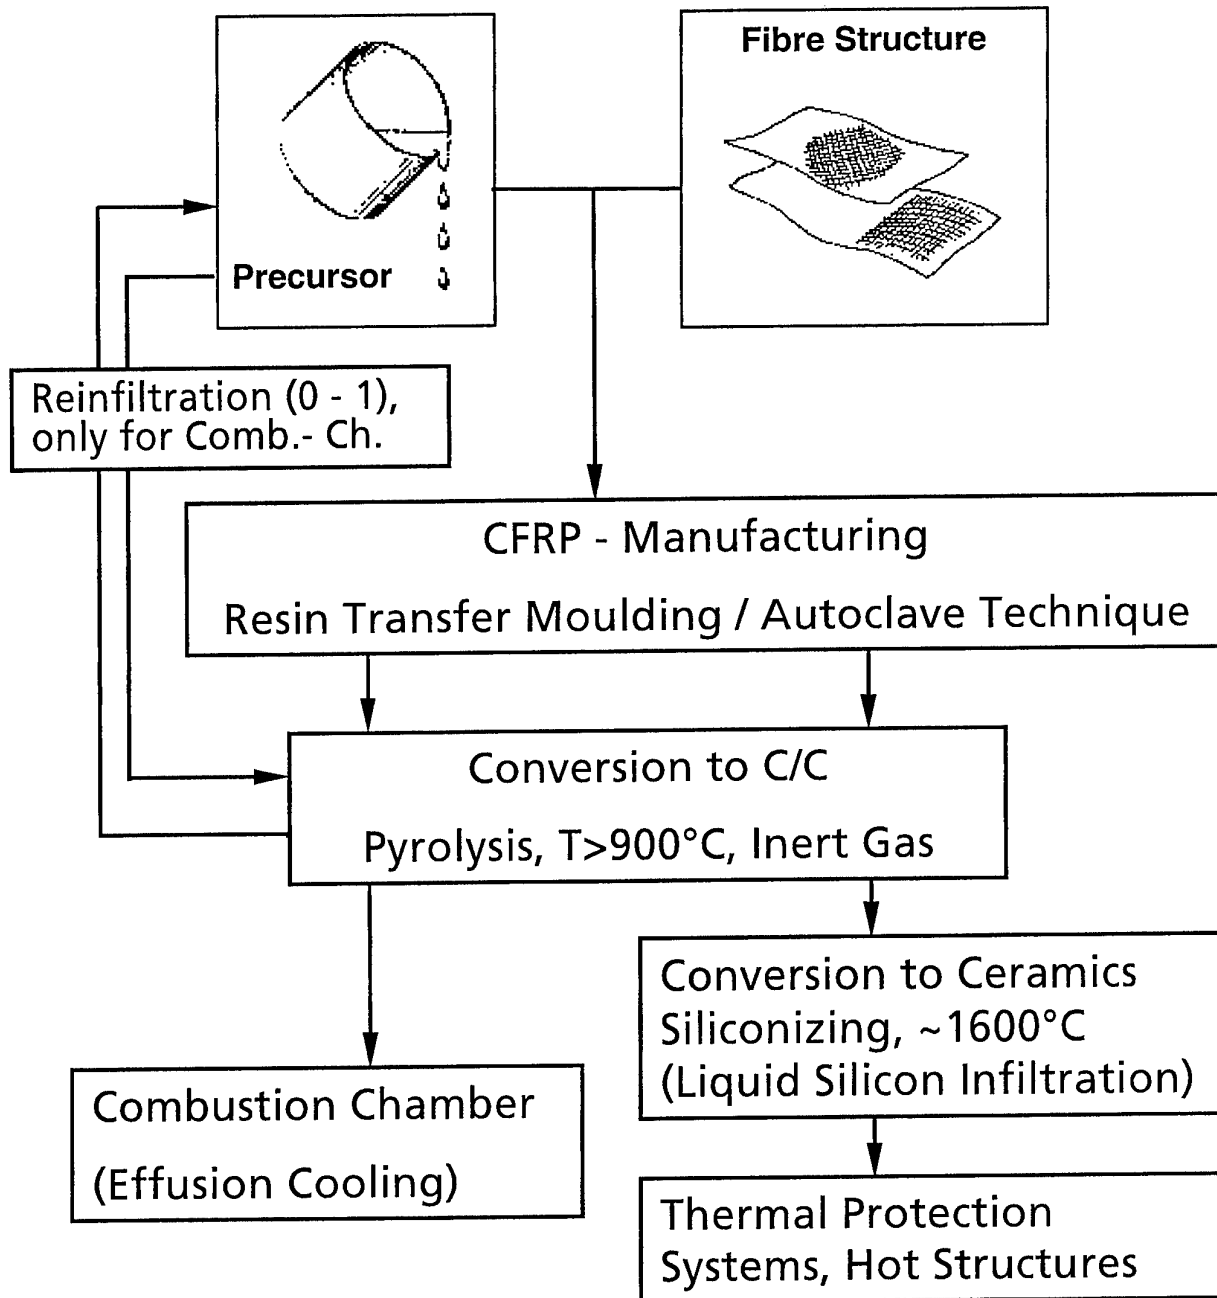 Fibre Structure
Precursor
Reinfiltration (0 - 1),
only for Comb.- Ch.
CFRP - Manufacturing
Resin Transfer Moulding / Autoclave Technique
Conversion to C/C
Pyrolysis, T>900°C, Inert Gas
Conversion to Ceramics
Siliconizing, ~1600°C
(Liquid Silicon Infiltration)
Combustion Chamber
(Effusion Cooling)
Thermal Protection
Systems, Hot Structures